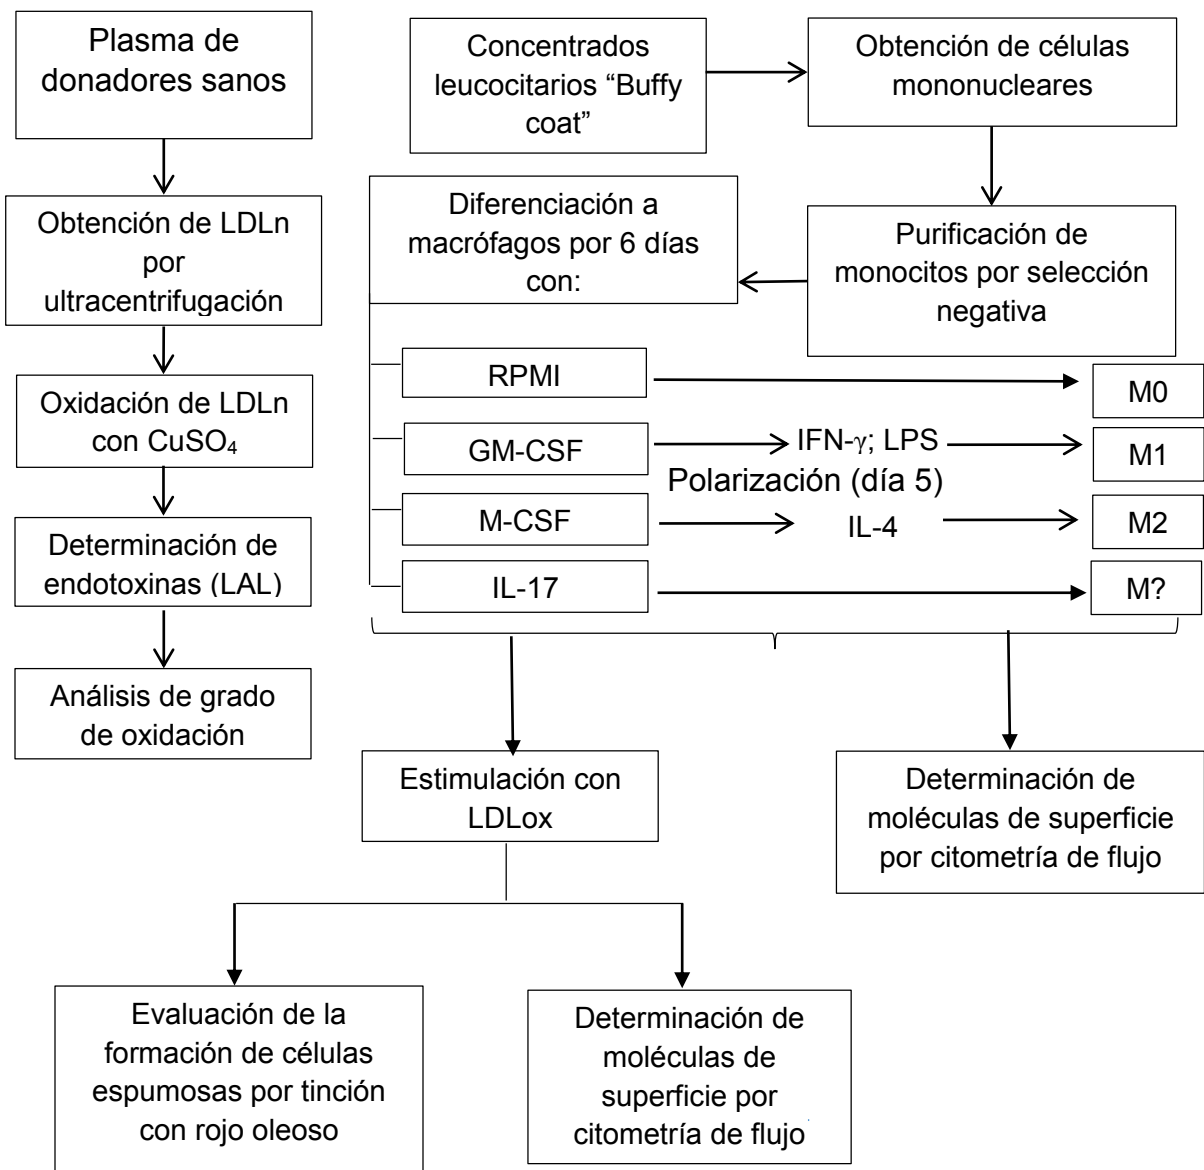 Plasma de
donadores sanos
Obtención de LDLn
por
ultracentrifugación
Oxidación de LDLn
con CuSO₄
Determinación de
endotoxinas (LAL)
Análisis de grado
de oxidación
Concentrados
leucocitarios “Buffy
coat”
Obtención de células
mononucleares
Purificación de
monocitos por selección
negativa
Diferenciación a
macrófagos por 6 días
con:
RPMI
M0
GM-CSF
IFN-γ; LPS
M1
Polarización (día 5)
M-CSF
IL-4
M2
IL-17
M?
Estimulación con
LDLox
Determinación de
moléculas de superficie
por citometría de flujo
Evaluación de la
formación de células
espumosas por tinción
con rojo oleoso
Determinación de
moléculas de
superficie por
citometría de flujo